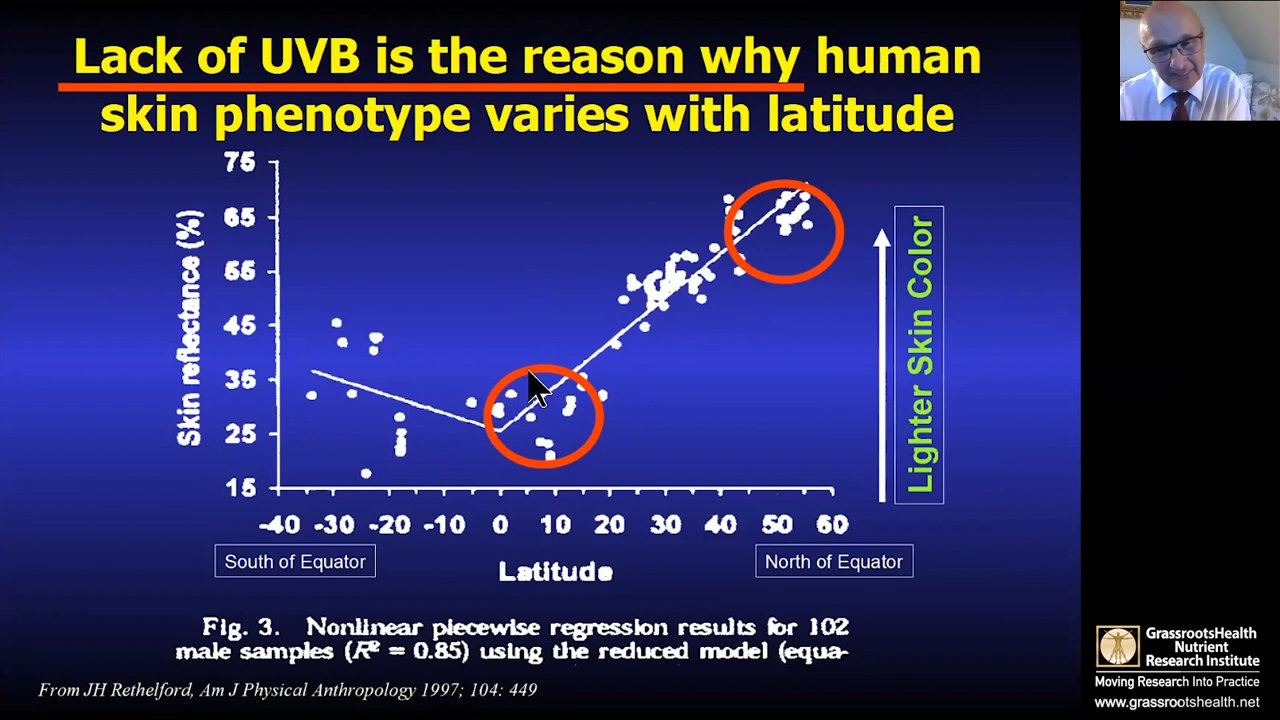 Lack of UVB is the reason why human
skin phenotype varies with latitude
75
65
55
45
35
25
15
Skin reflectance (%)
-40 -30 -20 -10 0 10 20 30 40 50 60
South of Equator
Latitude
North of Equator
Lighter Skin Color
Fig. 3. Nonlinear piecewise regression results for 102
male samples (R² = 0.85) using the reduced model (equa-
From JH Rethelford, Am J Physical Anthropology 1997; 104: 449
GrassrootsHealth
Nutrient
Research Institute
Moving Research Into Practice
www.grassrootshealth.net